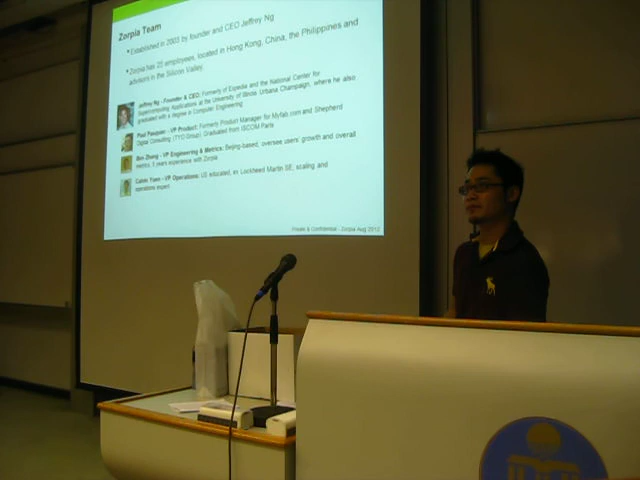 Zorpia Team
• Established in 2003 by founder and CEO Jeffrey Ng
• Zorpia has 25 employees, located in Hong Kong, China, the Philippines and
advisors in the Silicon Valley.
Jeffrey Ng - Founder & CEO: Formerly of Expedia and the National Center for
Supercomputing Applications at the University of Illinois Urbana Champaign, where he also
graduated with a degree in Computer Engineering
Paul Pasquier - VP Product: Formerly Product Manager for Myfab.com and Shepherd
Digital Consulting (TYO Group). Graduated from ISCOM Paris
Ben Zhong - VP Engineering & Metrics: Beijing-based, oversee users' growth and overall
metrics. 5 years experience with Zorpia
Calvin Yuen - VP Operations: US educated, ex Lockheed Martin SE, scaling and
operations expert
Private & Confidential - Zorpia Aug 2012